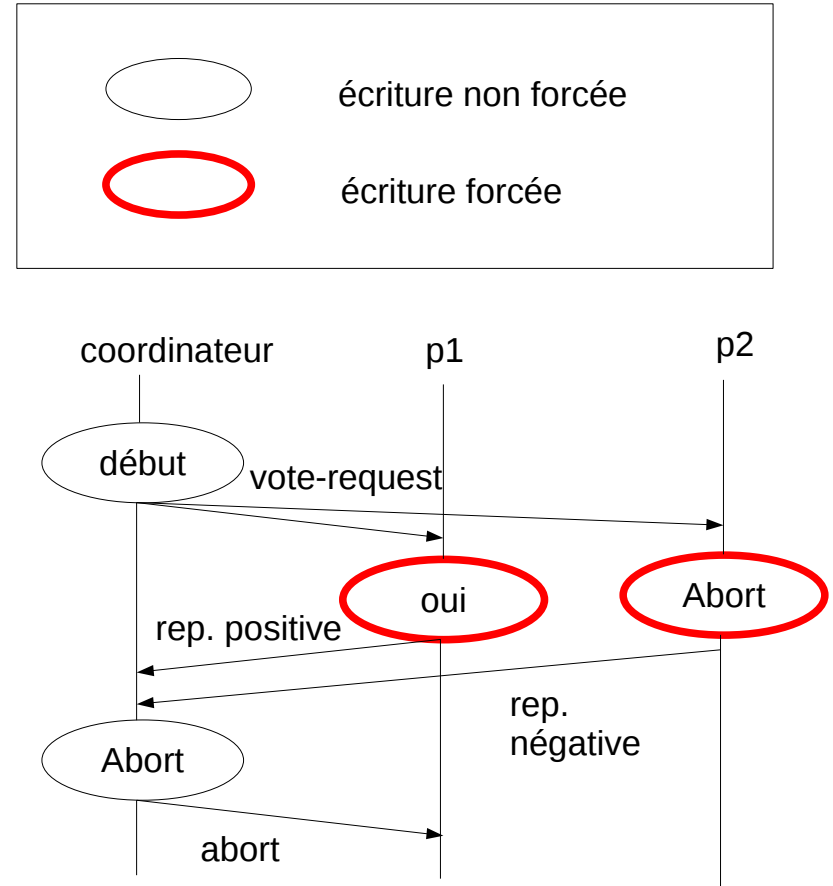 écriture non forcée
écriture forcée
coordinateur
p1
p2
début
vote-request
oui
Abort
rep. positive
rep.
négative
Abort
abort